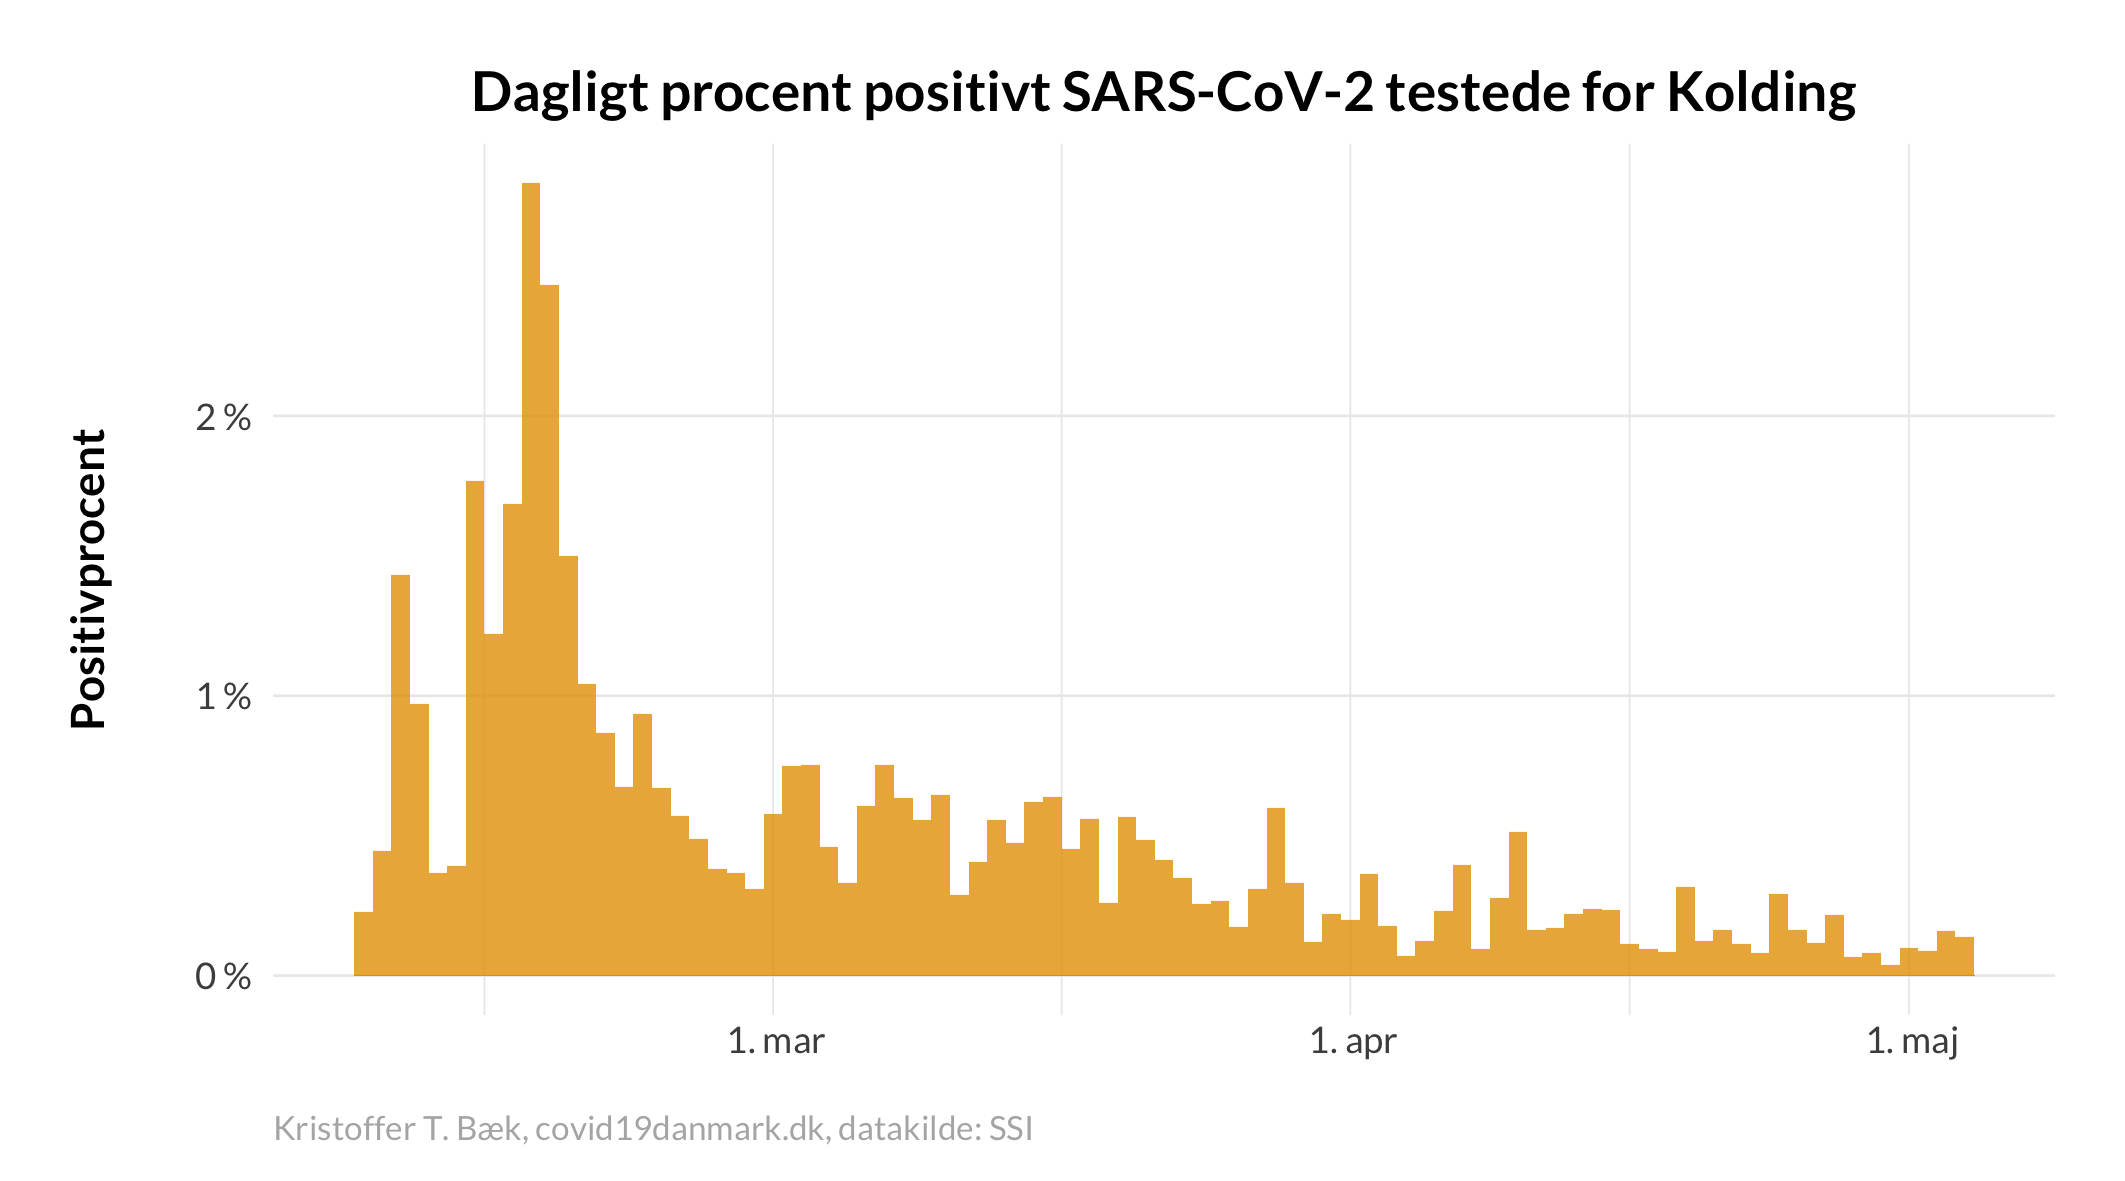 Dagligt procent positivt SARS-CoV-2 testede for Kolding
Positivprocent
2 %
1 %
0 %
1. mar
1. apr
1. maj
Kristoffer T. Bæk, covid19danmark.dk, datakilde: SSI